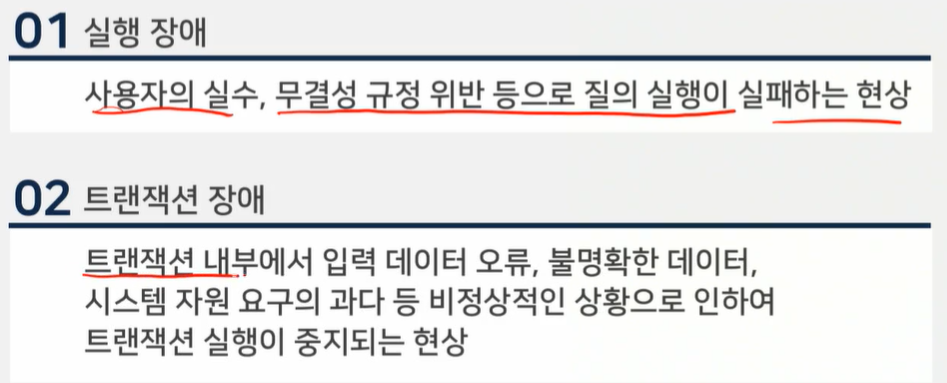 01 실행 장애
사용자의 실수, 무결성 규정 위반 등으로 질의 실행이 실패하는 현상
02 트랜잭션 장애
트랜잭션 내부에서 입력 데이터 오류, 불명확한 데이터,
시스템 자원 요구의 과다 등 비정상적인 상황으로 인하여
트랜잭션 실행이 중지되는 현상